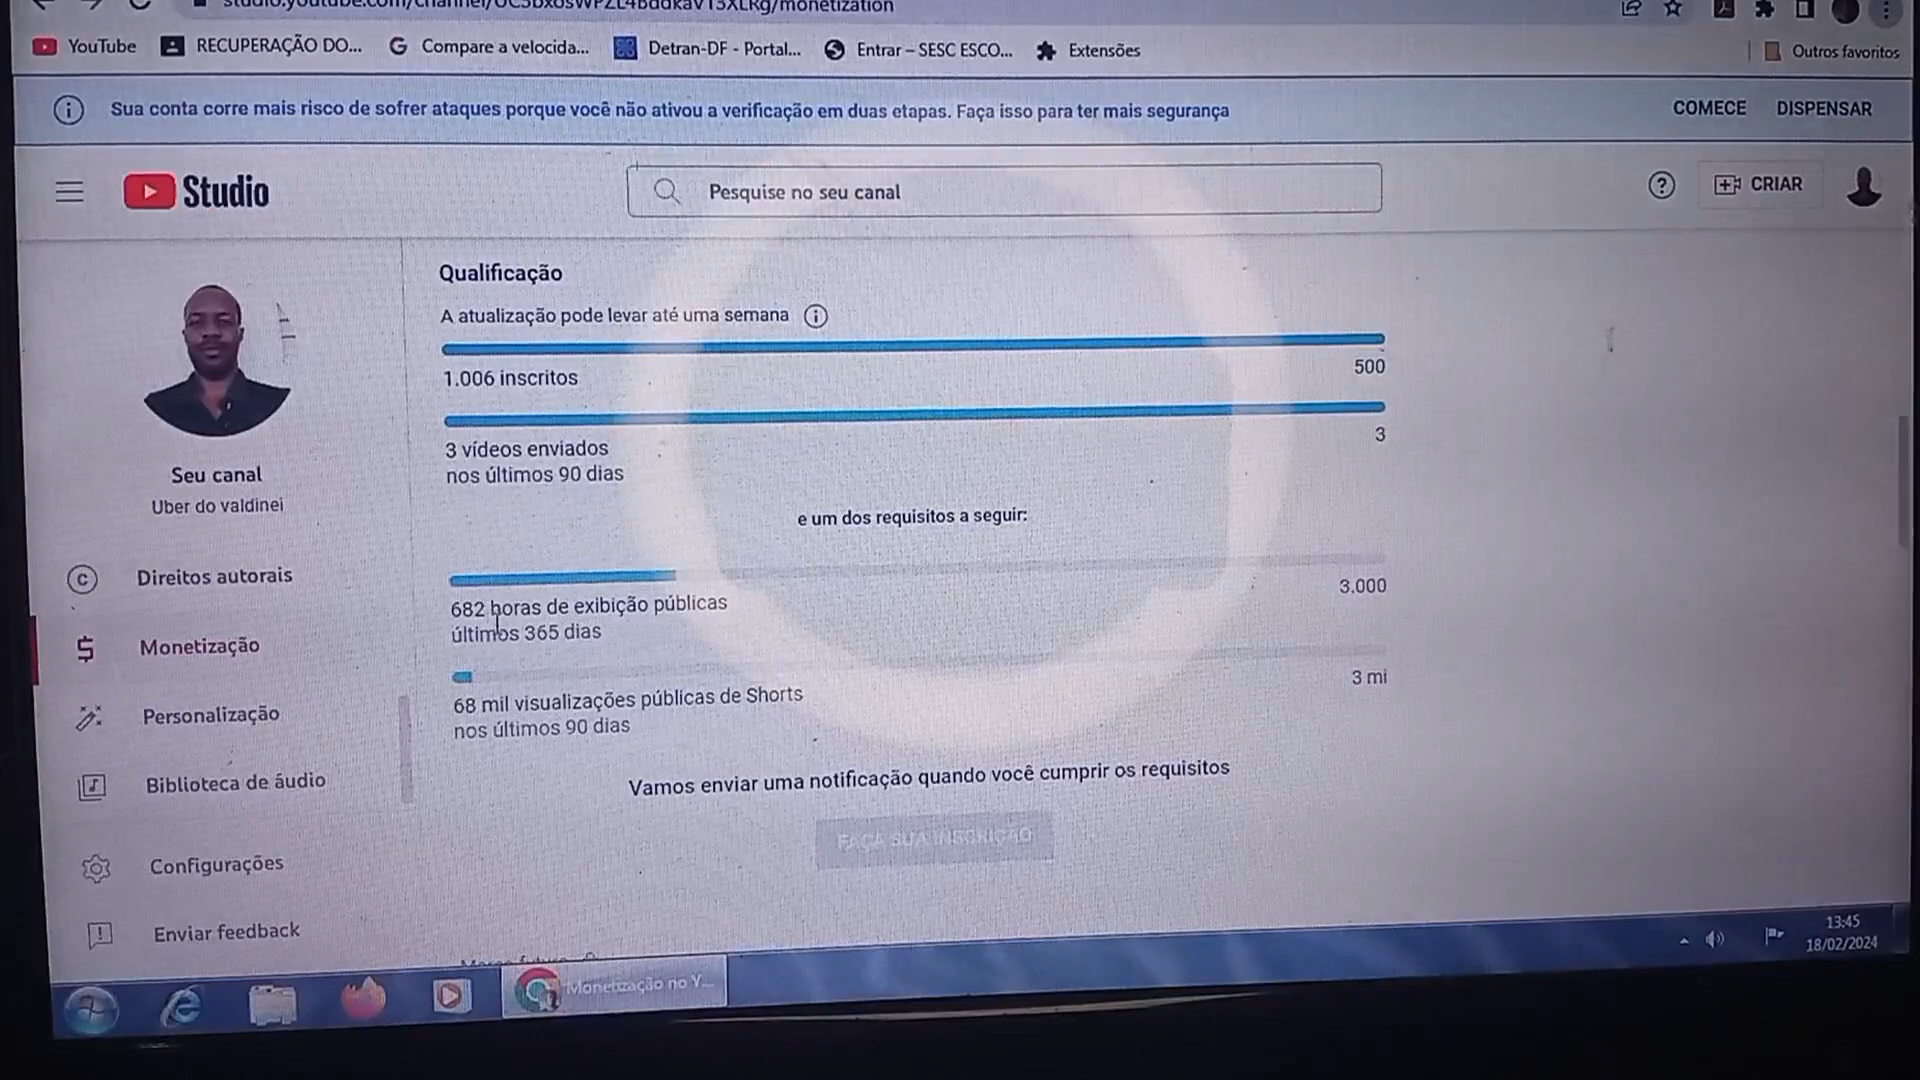 YouTube
RECUPERAÇÃO DO...
Compare a velocida...
Detran-DF - Portal...
Entrar – SESC ESCO...
Extensões
Outros favoritos
Sua conta corre mais risco de sofrer ataques porque você não ativou a verificação em duas etapas. Faça isso para ter mais segurança
COMECE
DISPENSAR
Studio
Pesquise no seu canal
CRIAR
Seu canal
Uber do valdinei
Direitos autorais
Monetização
Personalização
Biblioteca de áudio
Configurações
Enviar feedback
Qualificação
A atualização pode levar até uma semana
1.006 inscritos
500
3 vídeos enviados
nos últimos 90 dias
3
e um dos requisitos a seguir:
682 horas de exibição públicas
últimos 365 dias
3.000
68 mil visualizações públicas de Shorts
nos últimos 90 dias
3 mi
Vamos enviar uma notificação quando você cumprir os requisitos
FAÇA SUA INSCRIÇÃO
Monetização no Y...
13:45
18/02/2024